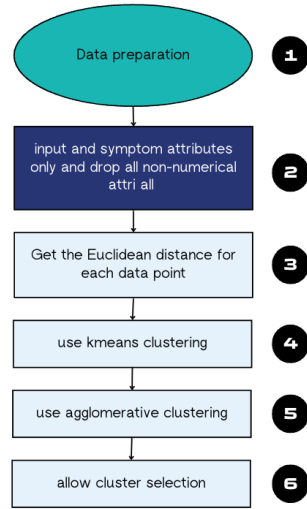 Data preparation
1
input and symptom attributes
only and drop all non-numerical
attri all
2
Get the Euclidean distance for
each data point
3
use kmeans clustering
4
use agglomerative clustering
5
allow cluster selection
6